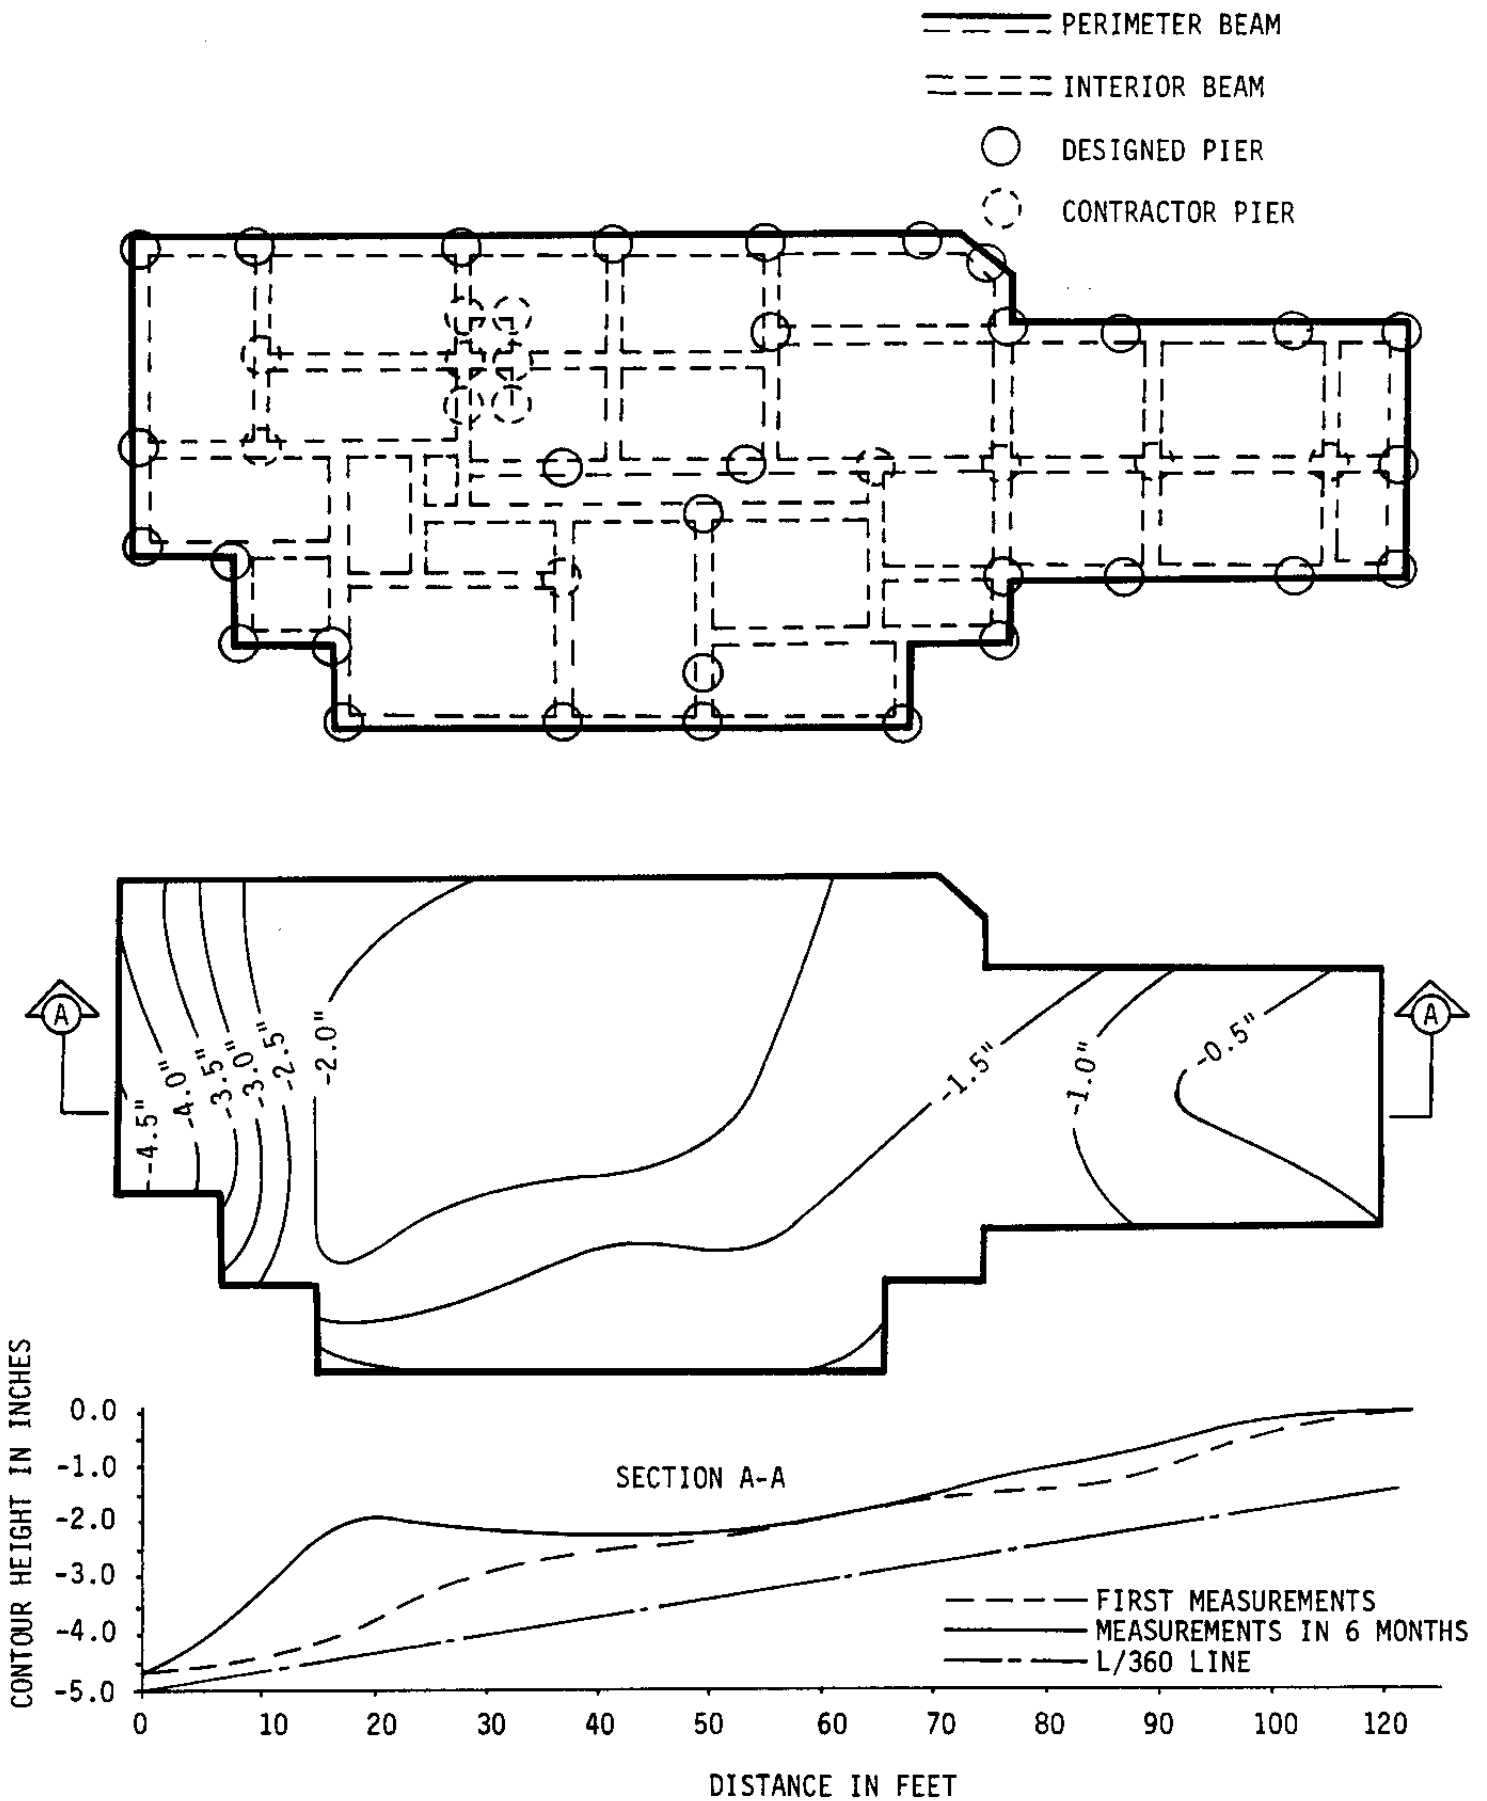 PERIMETER BEAM
INTERIOR BEAM
DESIGNED PIER
CONTRACTOR PIER
A
A
-4.5"
-4.0"
-3.5"
-3.0"
-2.5"
-2.0"
-1.5"
-1.0"
-0.5"
CONTOUR HEIGHT IN INCHES
0.0
-1.0
-2.0
-3.0
-4.0
-5.0
SECTION A-A
FIRST MEASUREMENTS
MEASUREMENTS IN 6 MONTHS
L/360 LINE
0 10 20 30 40 50 60 70 80 90 100 120
DISTANCE IN FEET